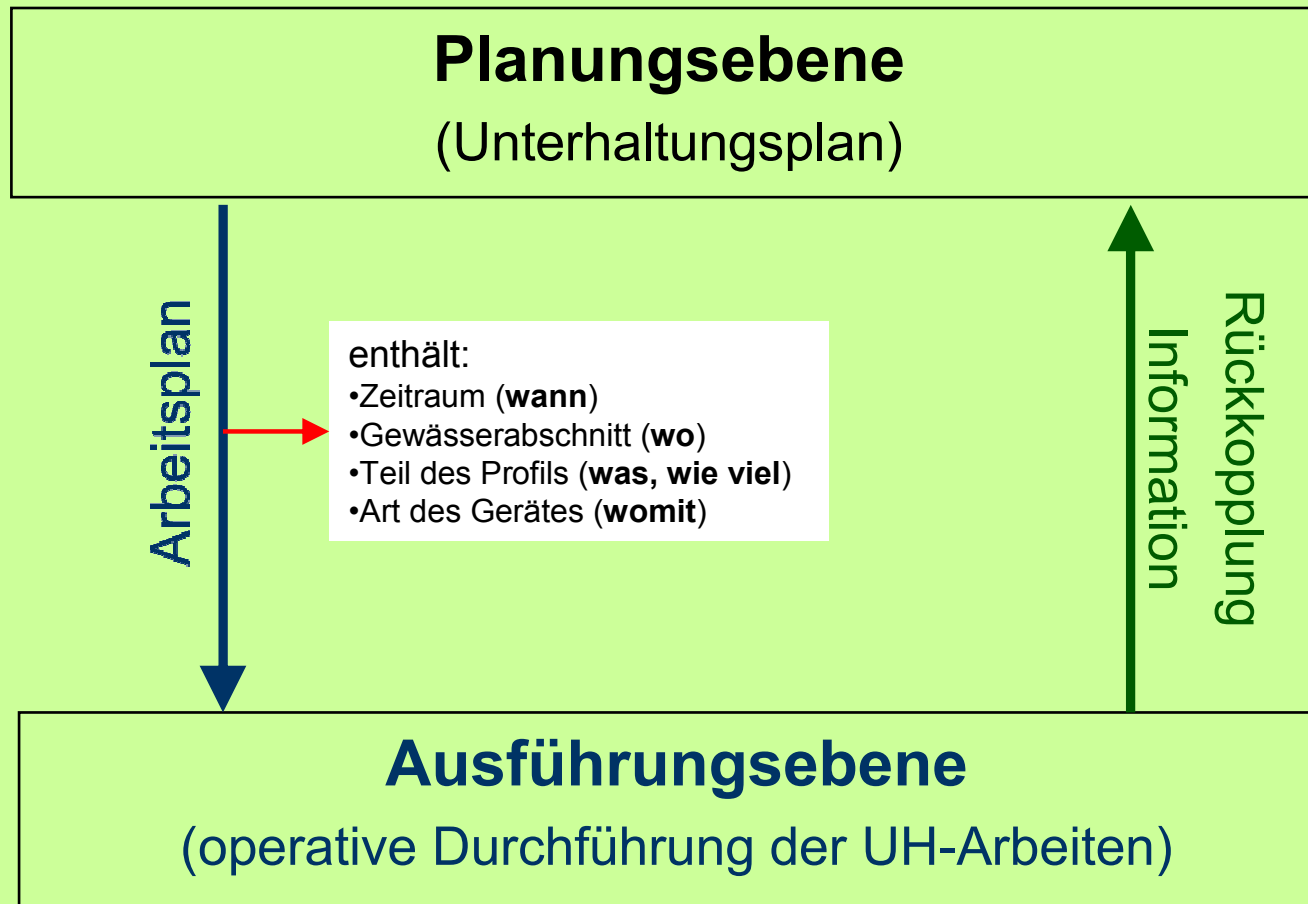 Planungsebene
(Unterhaltungsplan)
Arbeitsplan
enthält:
•Zeitraum (wann)
•Gewässerabschnitt (wo)
•Teil des Profils (was, wie viel)
•Art des Gerätes (womit)
Rückkopplung
Information
Ausführungsebene
(operative Durchführung der UH-Arbeiten)